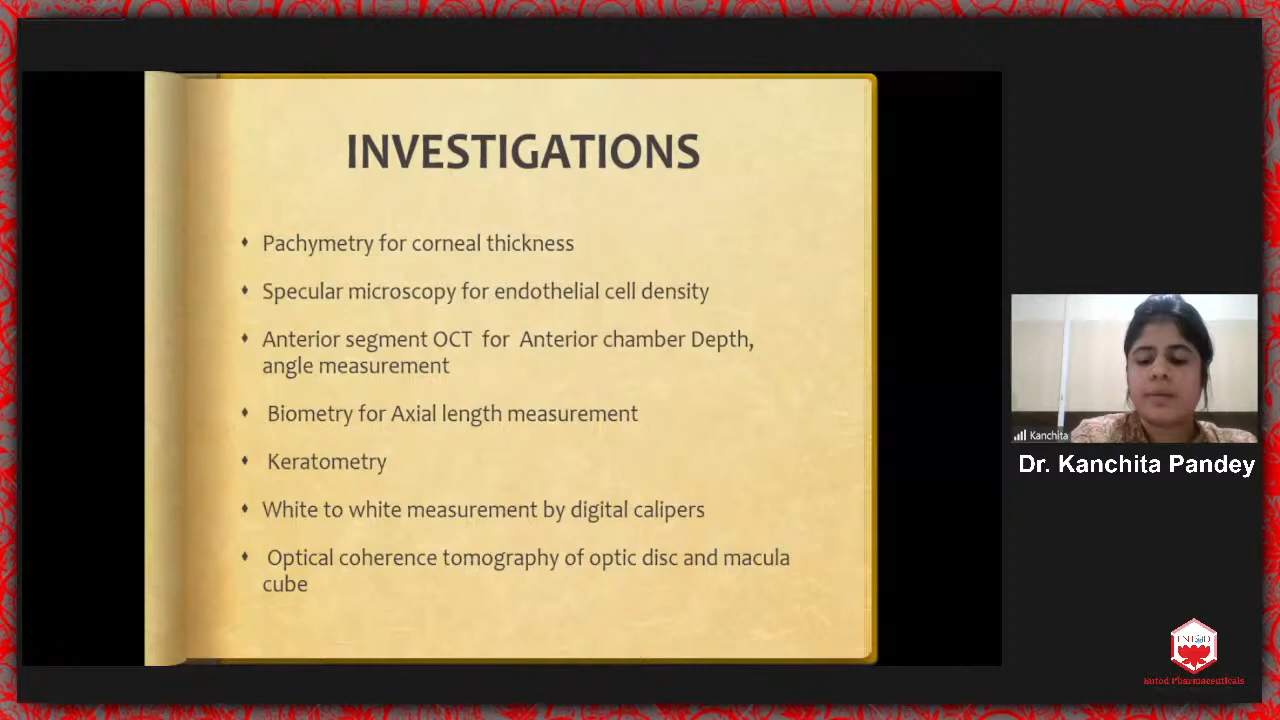 INVESTIGATIONS
♦ Pachymetry for corneal thickness
♦ Specular microscopy for endothelial cell density
♦ Anterior segment OCT for Anterior chamber Depth,
angle measurement
♦ Biometry for Axial length measurement
♦ Keratometry
♦ White to white measurement by digital calipers
♦ Optical coherence tomography of optic disc and macula
cube
Kanchita
Dr. Kanchita Pandey
Entod Pharmaceuticals